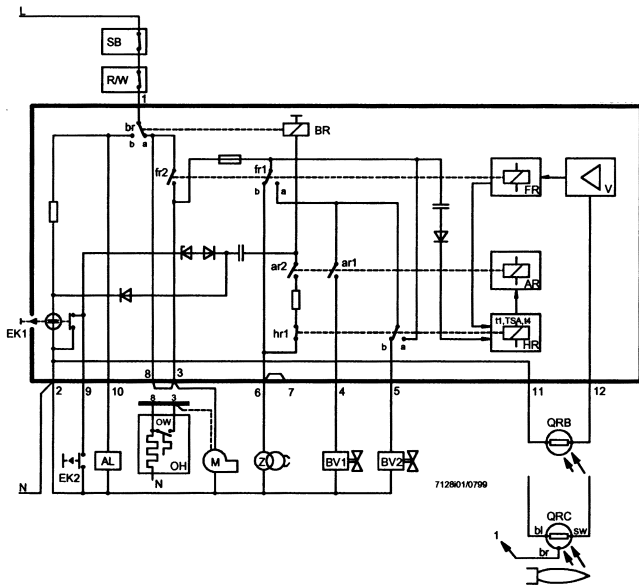 L
SB
R/W
1
br
b a
BR
fr2
fr1
b a
FR
V
ar2
ar1
AR
t1,TSA,t4
HR
hr1
b a
EK1
2 9 10 8 3 6 7 4 5 11 12
8 3
OW
OH
N
EK2
AL
M
Z
BV1
BV2
QRB
N
7128i01/0799
QRC
bl sw
1
br